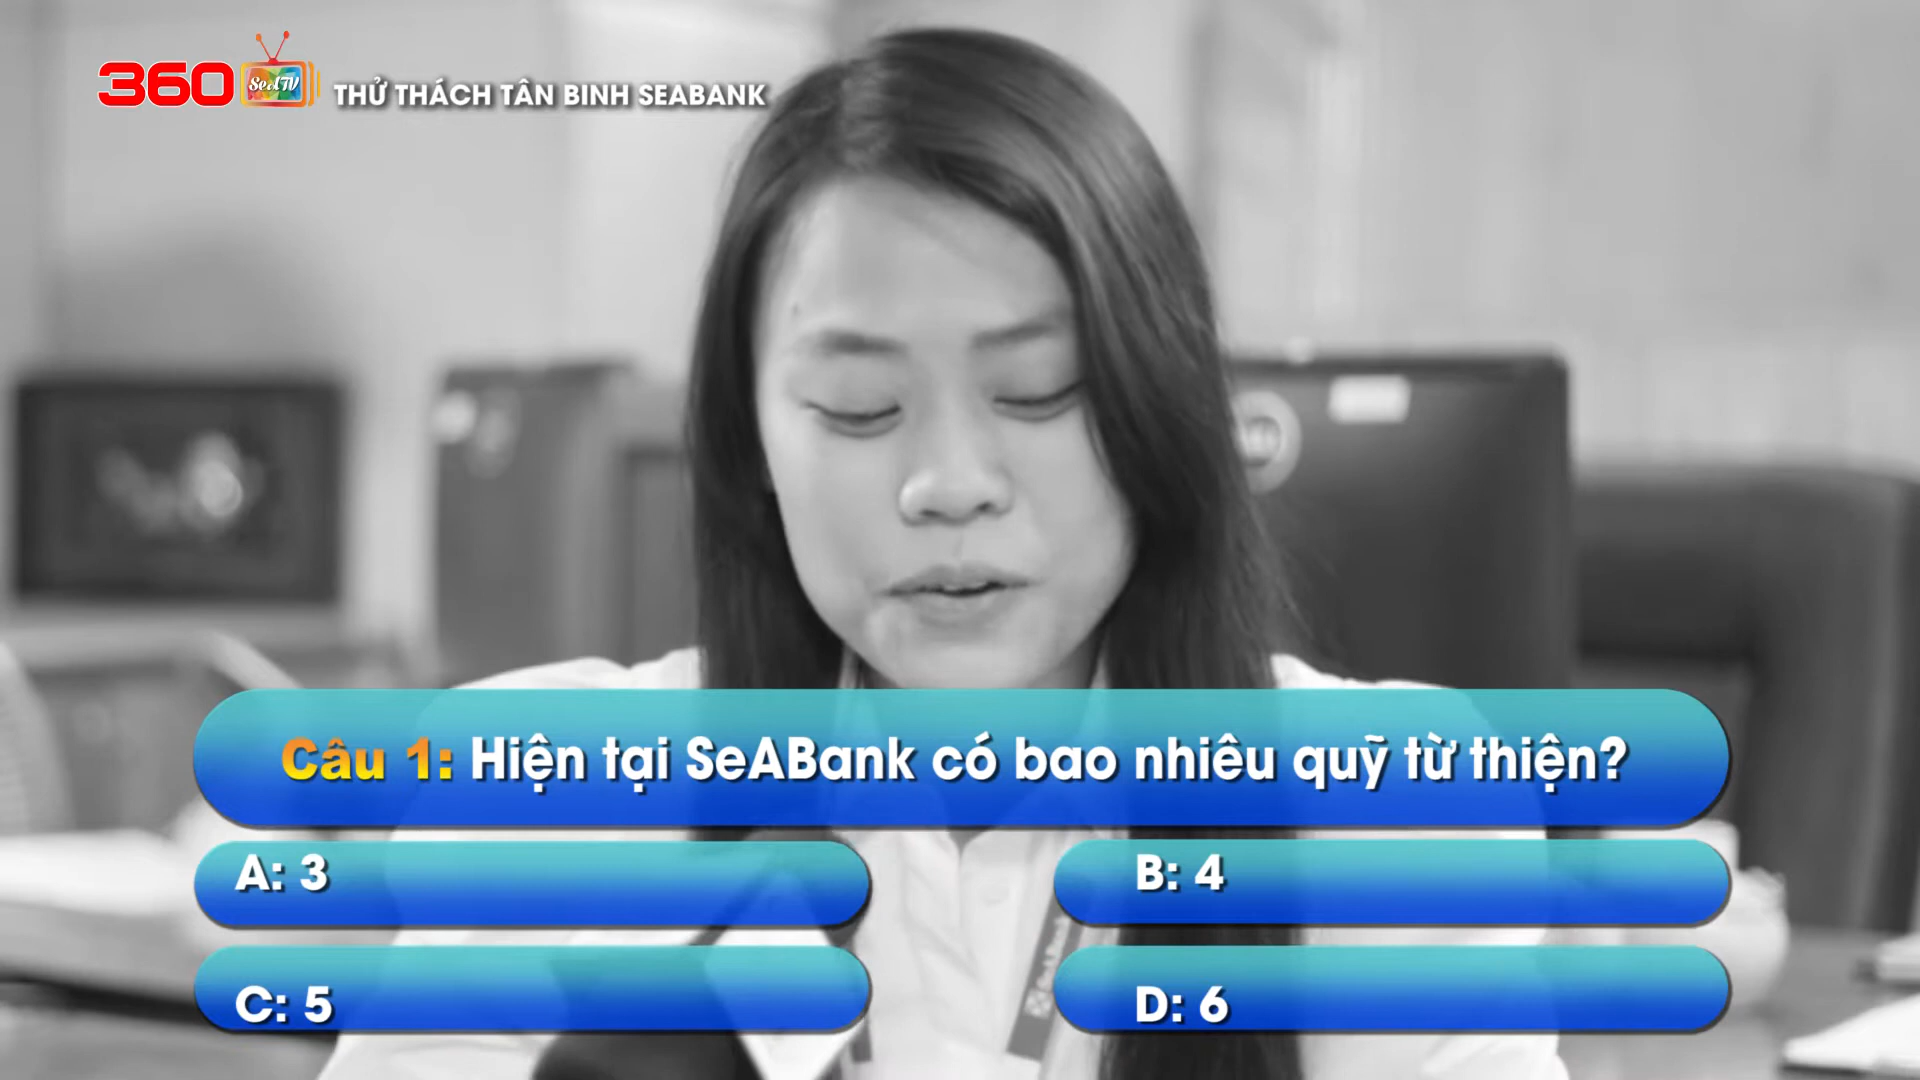 360 SeATV THỬ THÁCH TÂN BINH SEABANK
Câu 1: Hiện tại SeABank có bao nhiêu quỹ từ thiện?
A: 3
B: 4
C: 5
D: 6
SeABank